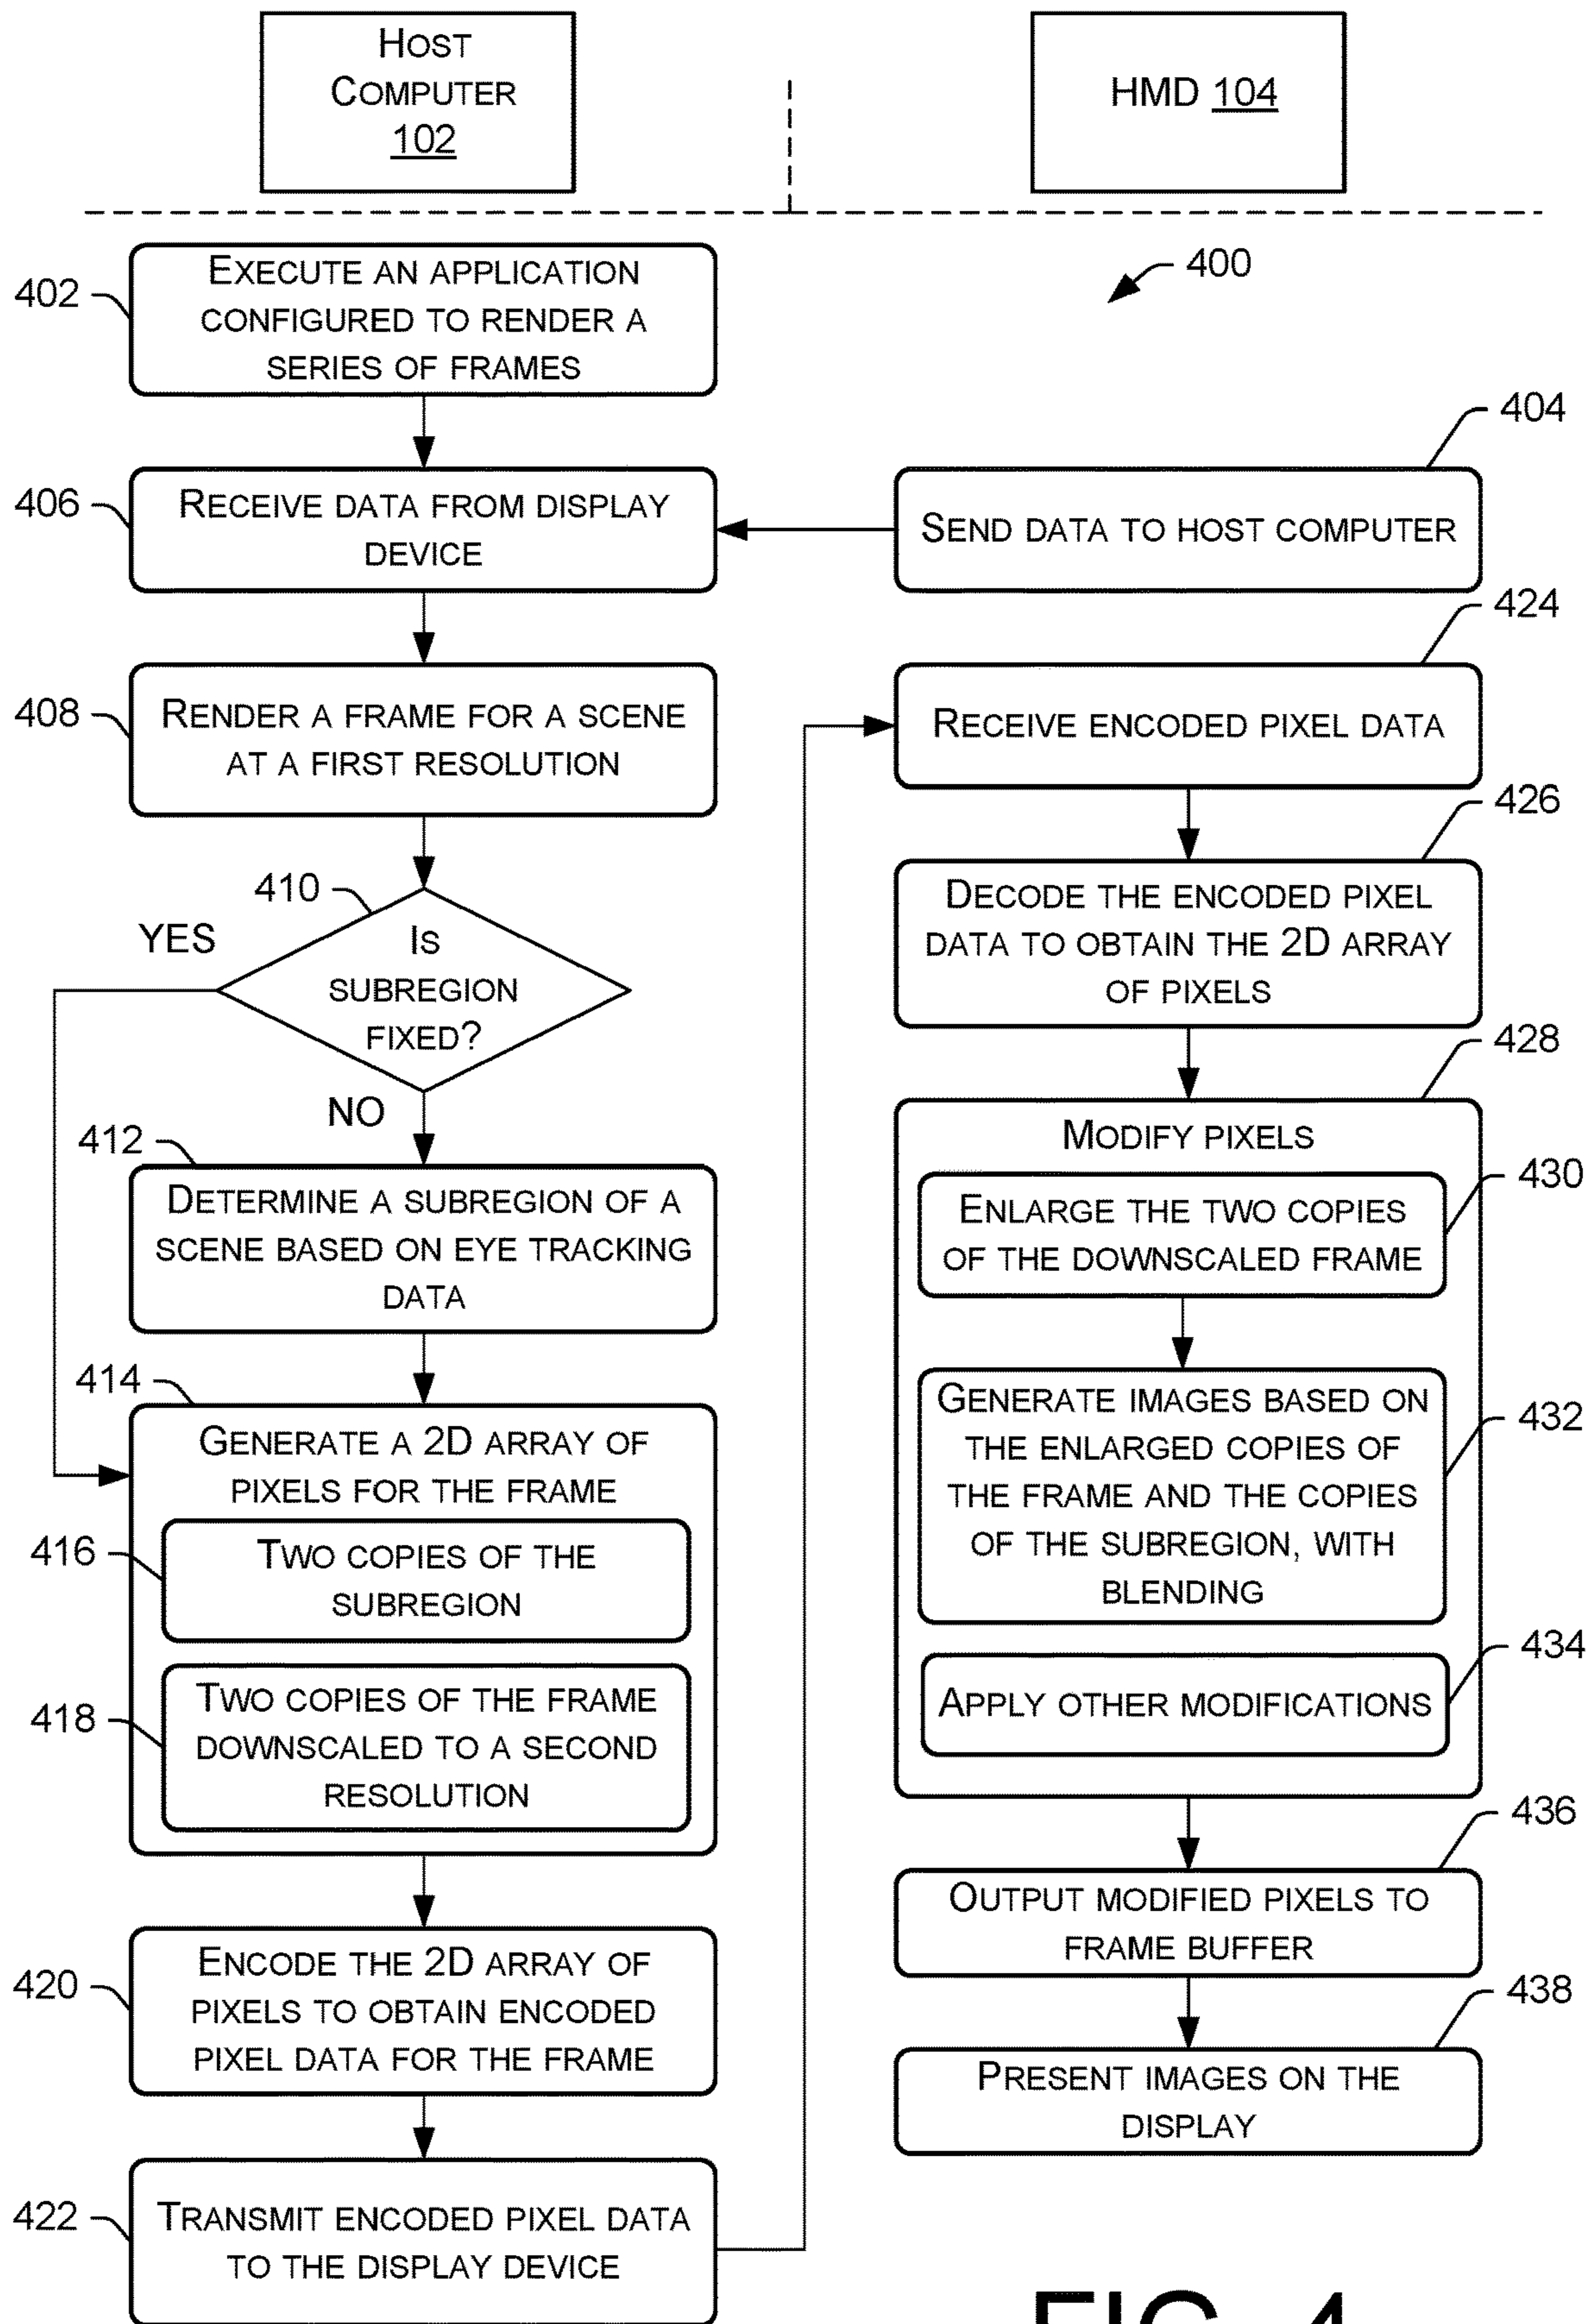 HOST
COMPUTER
102
HMD 104
400
402
EXECUTE AN APPLICATION
CONFIGURED TO RENDER A
SERIES OF FRAMES
404
406
RECEIVE DATA FROM DISPLAY
DEVICE
SEND DATA TO HOST COMPUTER
408
RENDER A FRAME FOR A SCENE
AT A FIRST RESOLUTION
410
YES
IS
SUBREGION
FIXED?
NO
412
DETERMINE A SUBREGION OF A
SCENE BASED ON EYE TRACKING
DATA
414
GENERATE A 2D ARRAY OF
PIXELS FOR THE FRAME
416
TWO COPIES OF THE
SUBREGION
418
TWO COPIES OF THE FRAME
DOWNSCALED TO A SECOND
RESOLUTION
420
ENCODE THE 2D ARRAY OF
PIXELS TO OBTAIN ENCODED
PIXEL DATA FOR THE FRAME
422
TRANSMIT ENCODED PIXEL DATA
TO THE DISPLAY DEVICE
424
RECEIVE ENCODED PIXEL DATA
426
DECODE THE ENCODED PIXEL
DATA TO OBTAIN THE 2D ARRAY
OF PIXELS
428
MODIFY PIXELS
430
ENLARGE THE TWO COPIES
OF THE DOWNSCALED FRAME
432
GENERATE IMAGES BASED ON
THE ENLARGED COPIES OF
THE FRAME AND THE COPIES
OF THE SUBREGION, WITH
BLENDING
434
APPLY OTHER MODIFICATIONS
436
OUTPUT MODIFIED PIXELS TO
FRAME BUFFER
438
PRESENT IMAGES ON THE
DISPLAY
FIG. 4